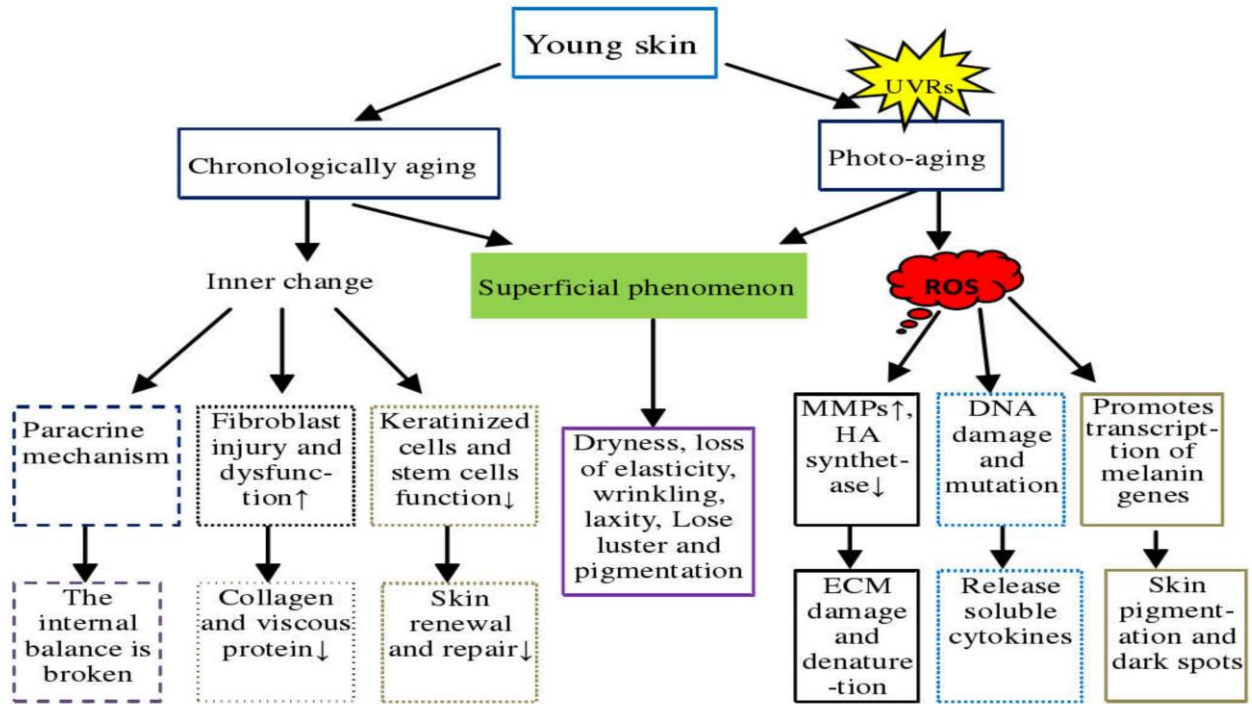 Young skin
UVRs
Chronologically aging
Photo-aging
Inner change
Superficial phenomenon
ROS
Paracrine
mechanism
Fibroblast
injury and
dysfunc-
tion↑
Keratinized
cells and
stem cells
function↓
Dryness, loss
of elasticity,
wrinkling,
laxity, Lose
luster and
pigmentation
MMPs↑,
HA
synthet-
ase↓
DNA
damage
and
mutation
Promotes
transcript-
tion of
melanin
genes
The
internal
balance is
broken
Collagen
and viscous
protein↓
Skin
renewal
and repair↓
ECM
damage
and
denature
-tion
Release
soluble
cytokines
Skin
pigment-
ation and
dark spots